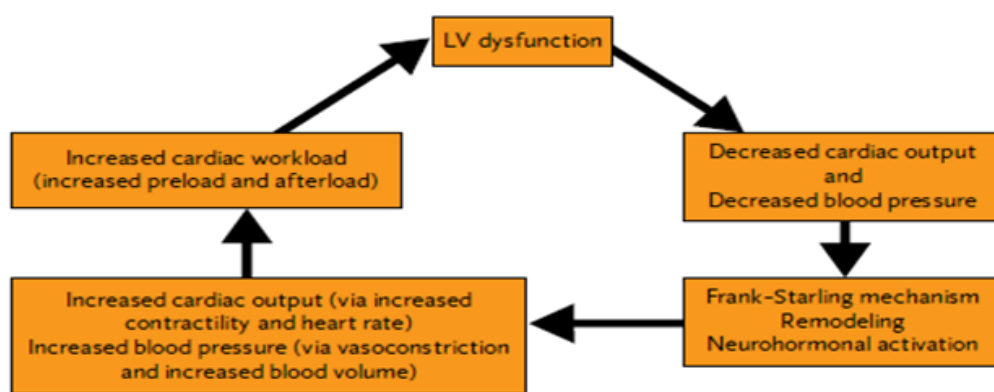 LV dysfunction
Decreased cardiac output
and
Decreased blood pressure
Frank-Starling mechanism
Remodeling
Neurohormonal activation
Increased cardiac output (via increased
contractility and heart rate)
Increased blood pressure (via vasoconstriction
and increased blood volume)
Increased cardiac workload
(increased preload and afterload)